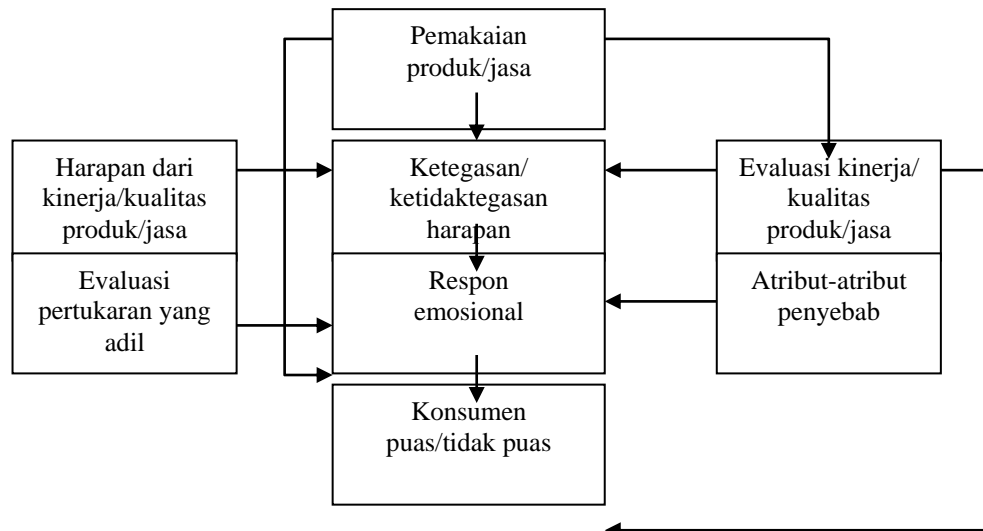 Pemakaian
produk/jasa
Harapan dari
kinerja/kualitas
produk/jasa
Ketegasan/
ketidaktegasan
harapan
Evaluasi kinerja/
kualitas
produk/jasa
Evaluasi
pertukaran yang
adil
Respon
emosional
Atribut-atribut
penyebab
Konsumen
puas/tidak puas